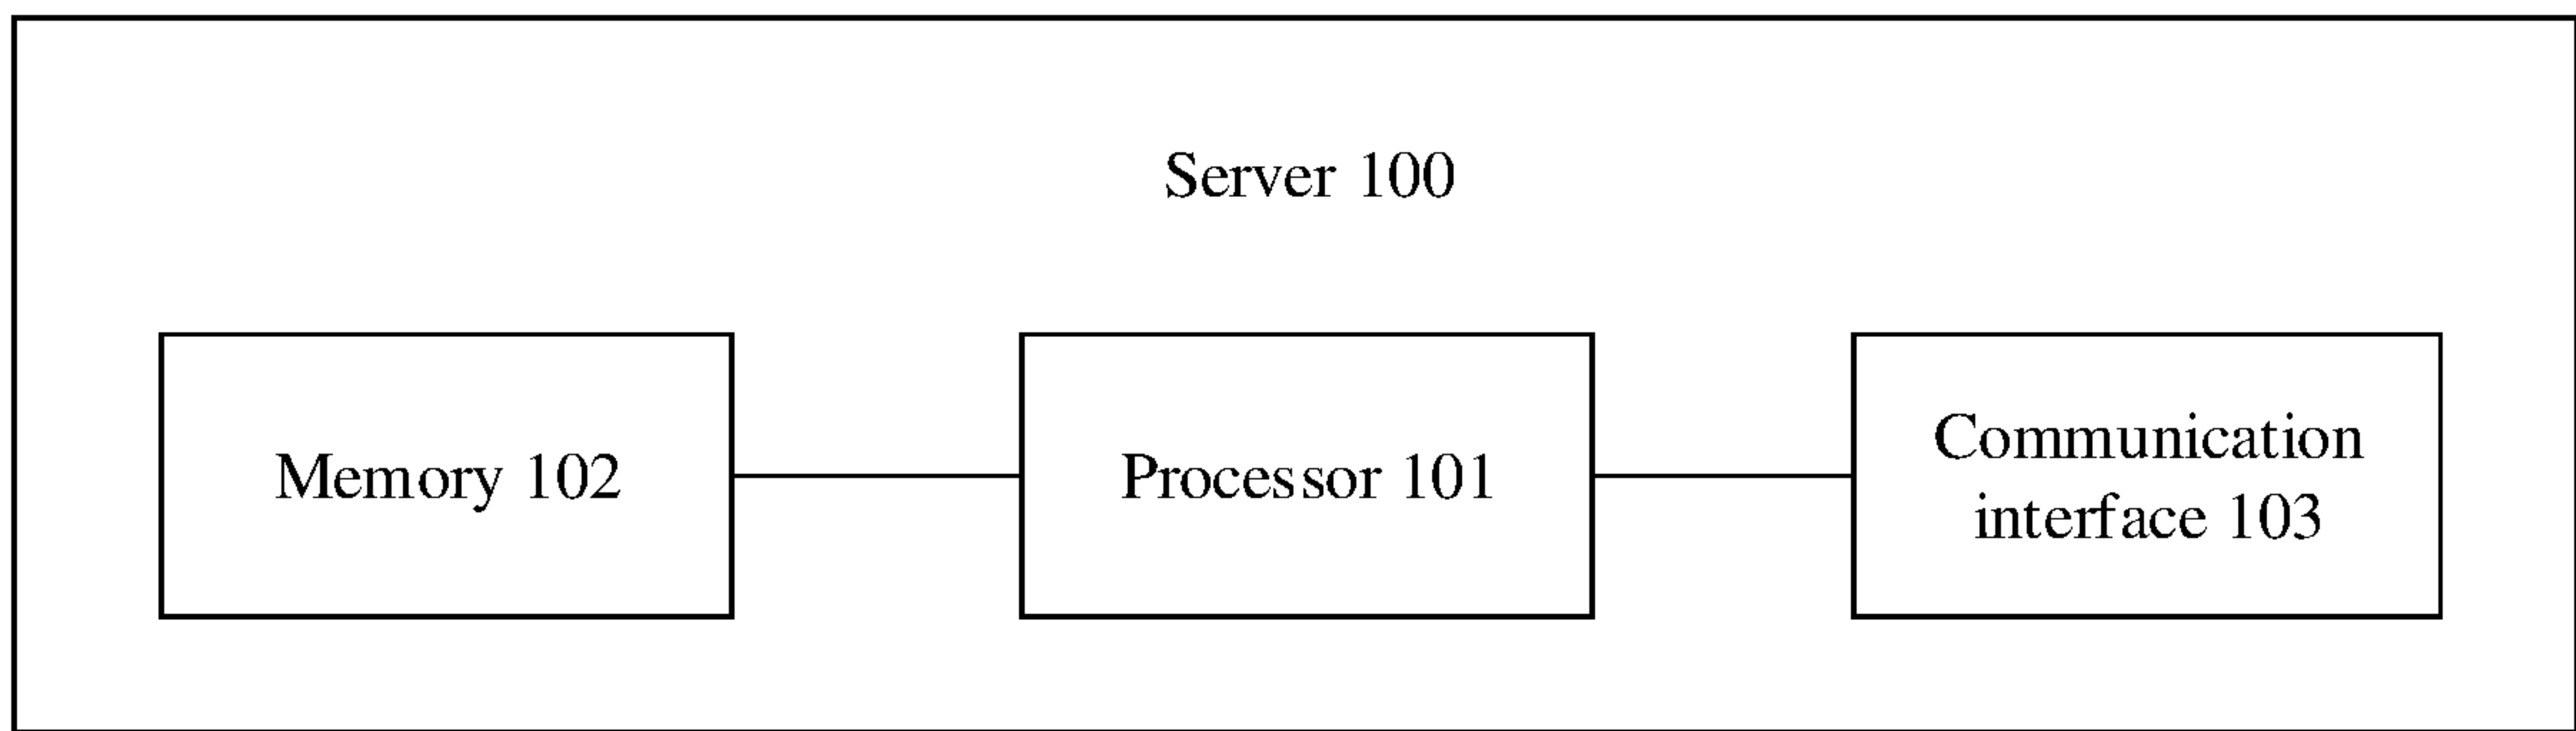 Server 100
Memory 102
Processor 101
Communication
interface 103